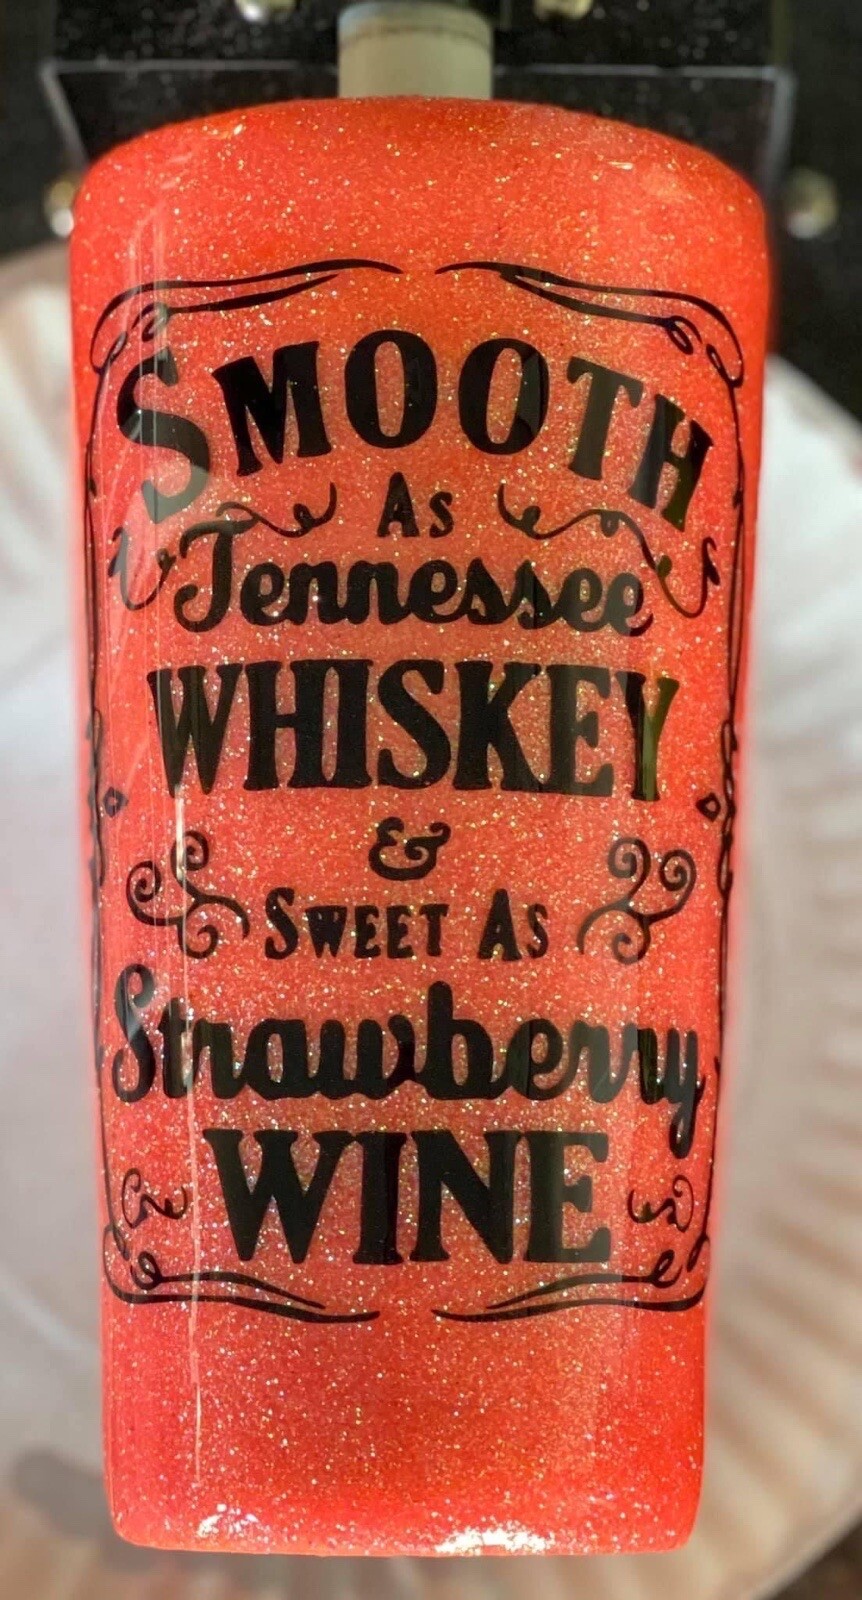 SMOOTH
AS
Tennessee
WHISKEY
&
SWEET AS
Strawberry
WINE